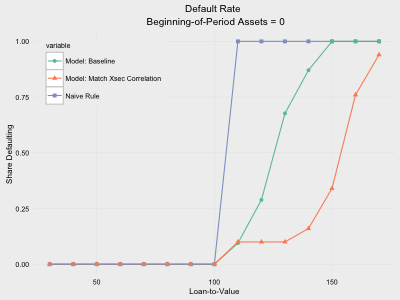 Default Rate
Beginning-of-Period Assets = 0
1.00
0.75
0.50
0.25
0.00
Share Defaulting
variable
Model: Baseline
Model: Match Xsec Correlation
Naive Rule
50
100
150
Loan-to-Value